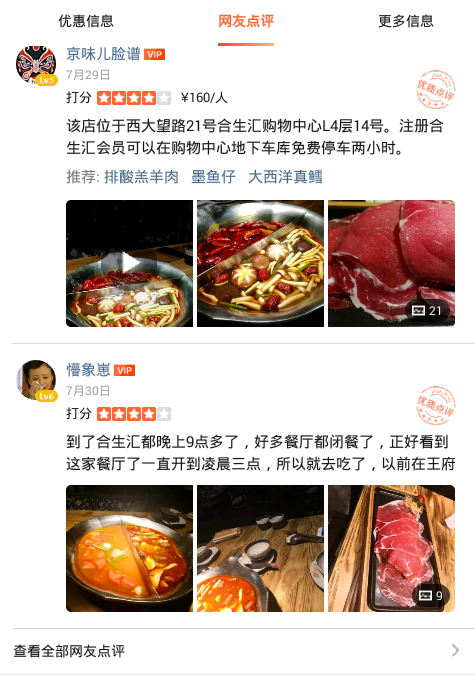 优惠信息 网友点评 更多信息
京味儿脸谱 VIP
7月29日
Lv5
优质点评
打分 ¥160/人
该店位于西大望路21号合生汇购物中心L4层14号。注册合
生汇会员可以在购物中心地下车库免费停车两小时。
推荐: 排酸羔羊肉 墨鱼仔 大西洋真鳕
21
懵象崽 VIP
7月30日
Lv6
优质点评
打分
到了合生汇都晚上9点多了，好多餐厅都闭餐了，正好看到
这家餐厅了一直开到凌晨三点，所以就去吃了，以前在王府
9
查看全部网友点评